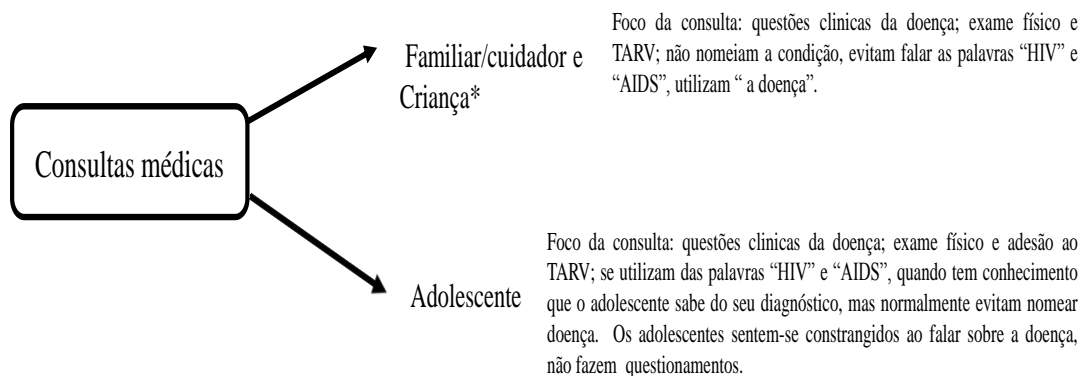 Foco da consulta: questões clinicas da doença; exame físico e
TARV; não nomeiam a condição, evitam falar as palavras “HIV” e
“AIDS”, utilizam “ a doença”.
Familiar/cuidador e
Criança*
Consultas médicas
Foco da consulta: questões clinicas da doença; exame físico e adesão ao
TARV; se utilizam das palavras “HIV” e “AIDS”, quando tem conhecimento
que o adolescente sabe do seu diagnóstico, mas normalmente evitam nomear
doença. Os adolescentes sentem-se constrangidos ao falar sobre a doença,
não fazem questionamentos.
Adolescente